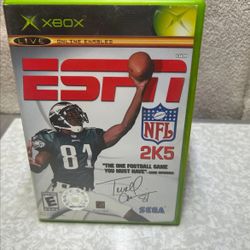 XBOX
LIVE
ONLINE ENABLED
ESPN
NFL
2K5
81
"THE ONE FOOTBALL GAME
YOU MUST HAVE"
SEGA
E